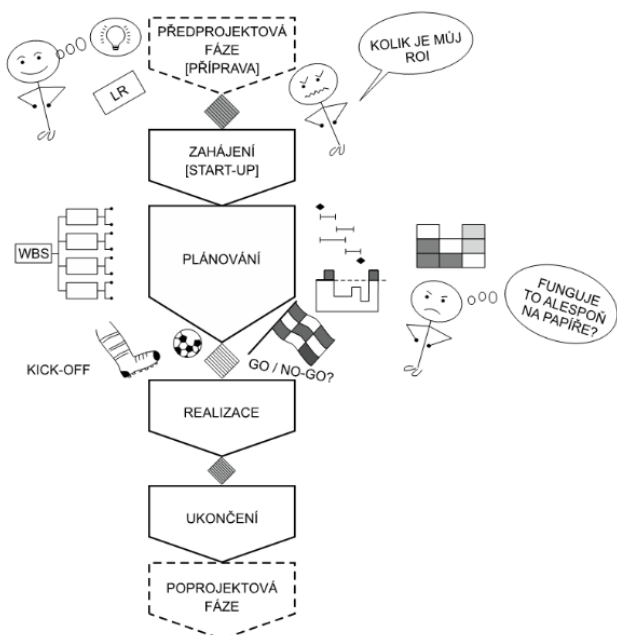 PŘEDPROJEKTOVÁ
FÁZE
[PŘÍPRAVA]
LR
KOLIK JE MŮJ
ROI
ZAHÁJENÍ
[START-UP]
WBS
PLÁNOVÁNÍ
FUNGUJE
TO ALESPOŇ
NA PAPÍŘE?
KICK-OFF
GO / NO-GO?
REALIZACE
UKONČENÍ
POPROJEKTOVÁ
FÁZE